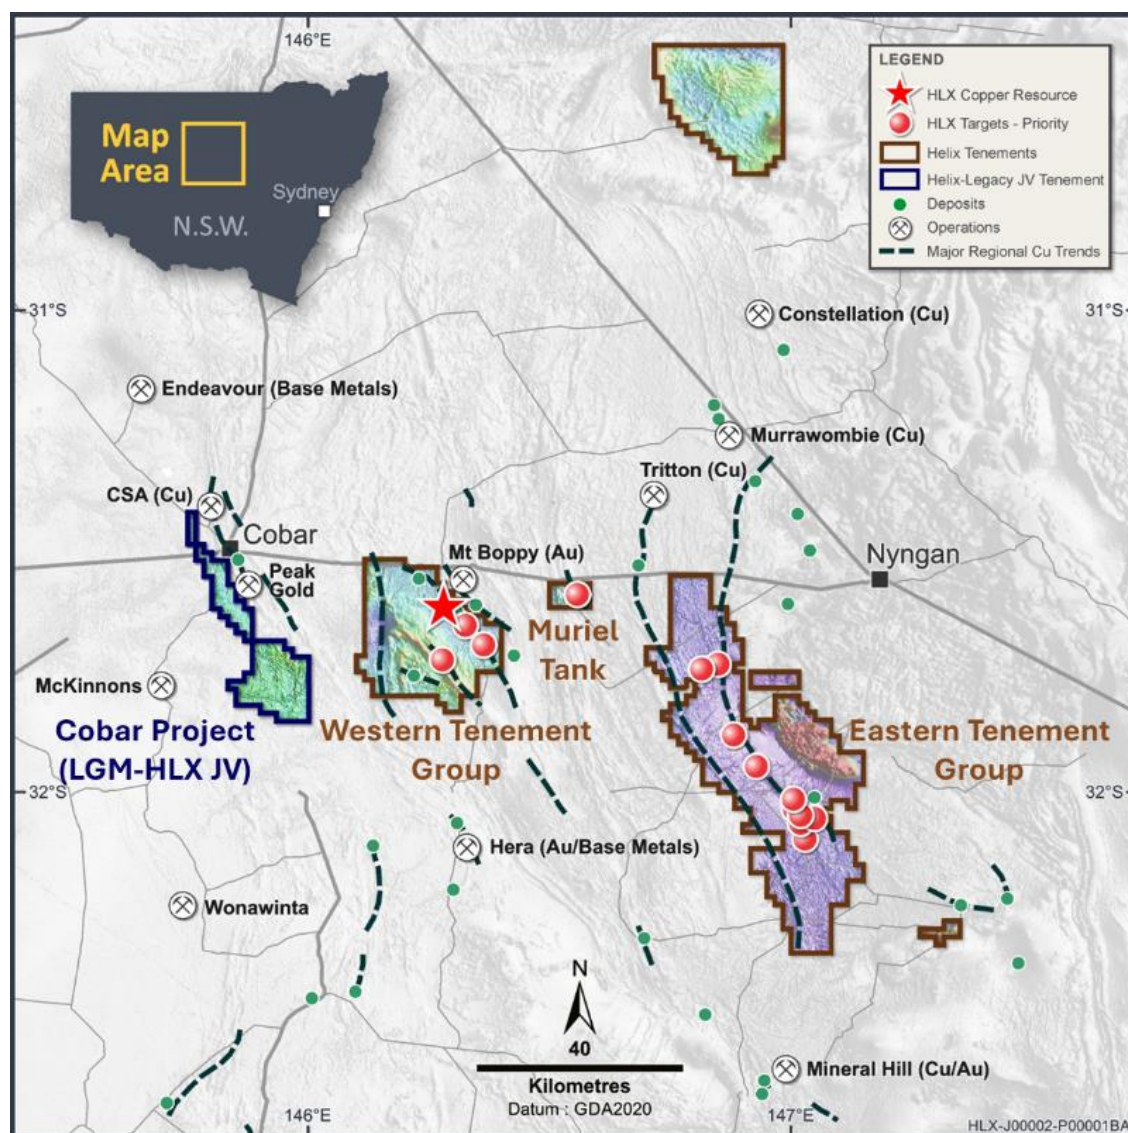 146°E
LEGEND
HLX Copper Resource
HLX Targets - Priority
Helix Tenements
Helix-Legacy JV Tenement
Deposits
Operations
Major Regional Cu Trends
Map
Area
Sydney
N.S.W.
31°S
31°S
Constellation (Cu)
Endeavour (Base Metals)
Murrawombie (Cu)
Tritton (Cu)
CSA (Cu)
Cobar
Mt Boppy (Au)
Nyngan
Peak
Gold
Muriel
Tank
McKinnons
Cobar Project
(LGM-HLX JV)
Western Tenement
Group
Eastern Tenement
Group
32°S
32°S
Hera (Au/Base Metals)
Wonawinta
N
40
Kilometres
Datum : GDA2020
Mineral Hill (Cu/Au)
146°E
147°E
HLX-J00002-P00001BA